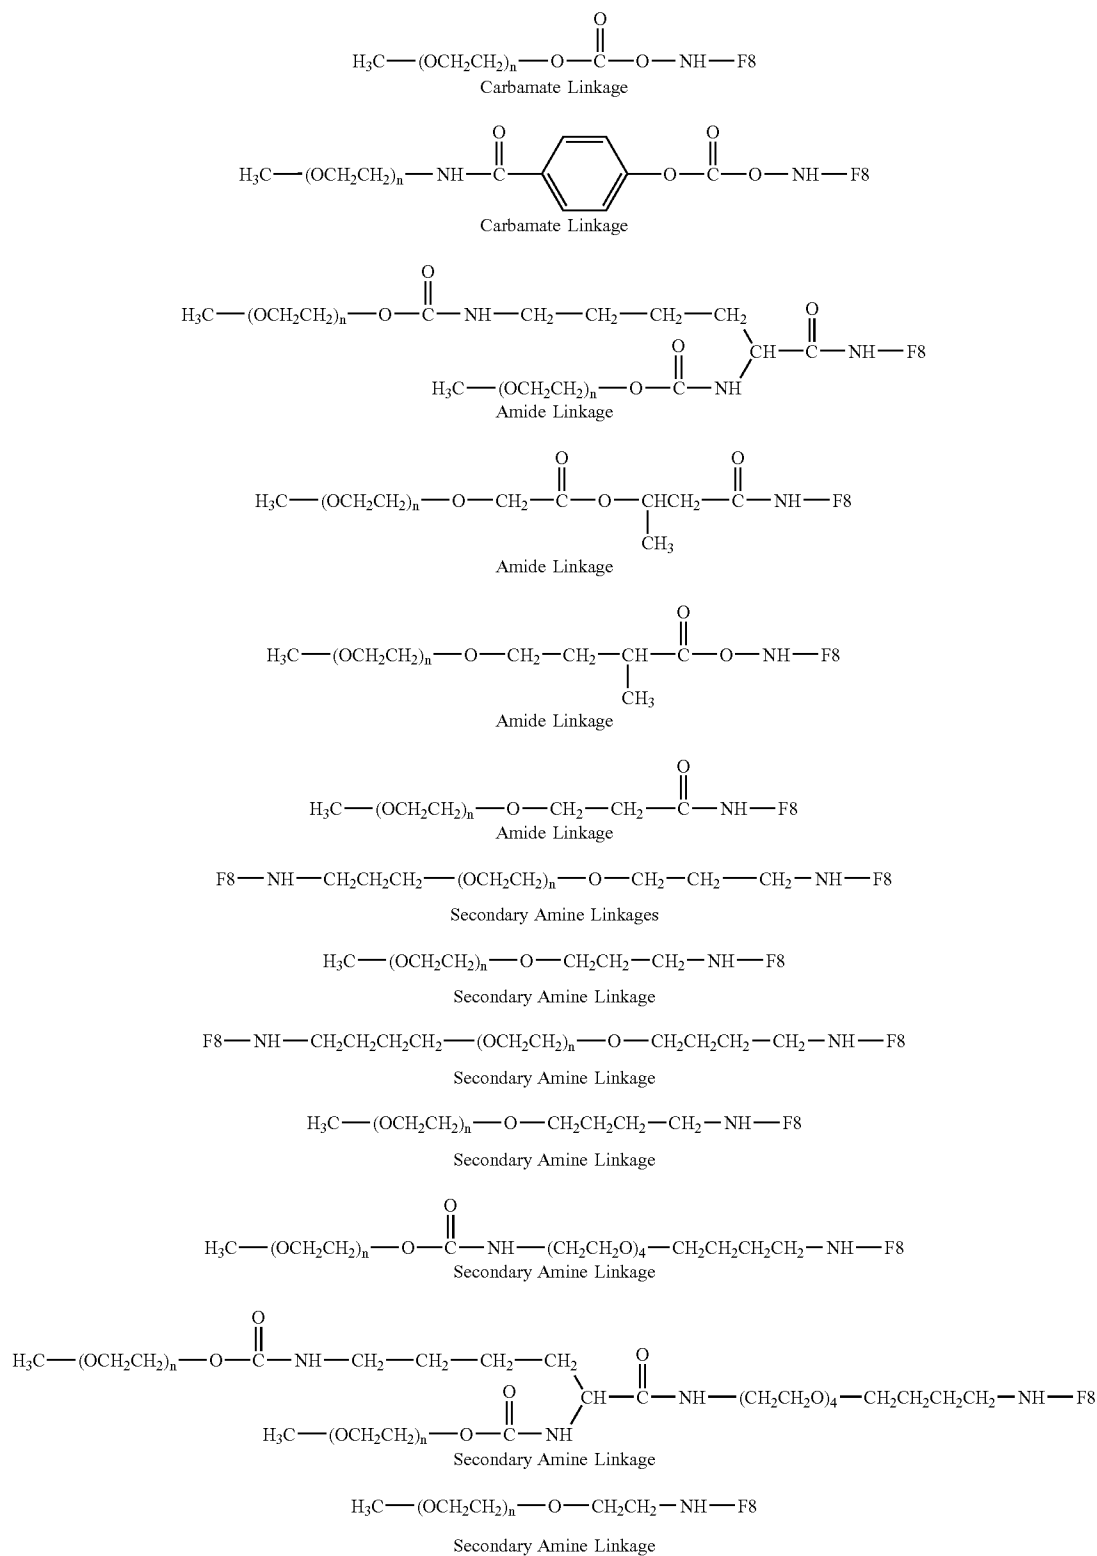 O
H₃C—(OCH₂CH₂)ₙ—O—C—O—NH—F8
Carbamate Linkage
O O
H₃C—(OCH₂CH₂)ₙ—NH—C—O—C—O—NH—F8
Carbamate Linkage
O
H₃C—(OCH₂CH₂)ₙ—O—C—NH—CH₂—CH₂—CH₂—CH₂
O
O
CH—C—NH—F8
H₃C—(OCH₂CH₂)ₙ—O—C—NH
Amide Linkage
O O
H₃C—(OCH₂CH₂)ₙ—O—CH₂—C—O—CHCH₂—C—NH—F8
CH₃
Amide Linkage
O
H₃C—(OCH₂CH₂)ₙ—O—CH₂—CH₂—CH—C—O—NH—F8
CH₃
Amide Linkage
O
H₃C—(OCH₂CH₂)ₙ—O—CH₂—CH₂—C—NH—F8
Amide Linkage
F8—NH—CH₂CH₂CH₂—(OCH₂CH₂)ₙ—O—CH₂—CH₂—CH₂—NH—F8
Secondary Amine Linkages
H₃C—(OCH₂CH₂)ₙ—O—CH₂CH₂—CH₂—NH—F8
Secondary Amine Linkage
F8—NH—CH₂CH₂CH₂CH₂—(OCH₂CH₂)ₙ—O—CH₂CH₂CH₂—CH₂—NH—F8
Secondary Amine Linkage
H₃C—(OCH₂CH₂)ₙ—O—CH₂CH₂CH₂—CH₂—NH—F8
Secondary Amine Linkage
O
H₃C—(OCH₂CH₂)ₙ—O—C—NH—(CH₂CH₂O)₄—CH₂CH₂CH₂CH₂—NH—F8
Secondary Amine Linkage
O
H₃C—(OCH₂CH₂)ₙ—O—C—NH—CH₂—CH₂—CH₂—CH₂
O
O
CH—C—NH—(CH₂CH₂O)₄—CH₂CH₂CH₂CH₂—NH—F8
H₃C—(OCH₂CH₂)ₙ—O—C—NH
Secondary Amine Linkage
H₃C—(OCH₂CH₂)ₙ—O—CH₂CH₂—NH—F8
Secondary Amine Linkage